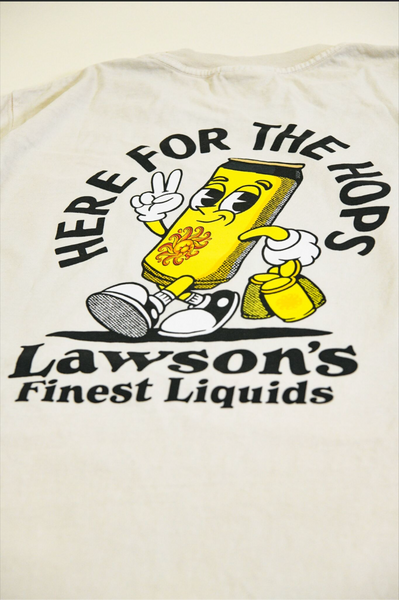 HERE FOR THE HOPS
Lawson's
Finest Liquids